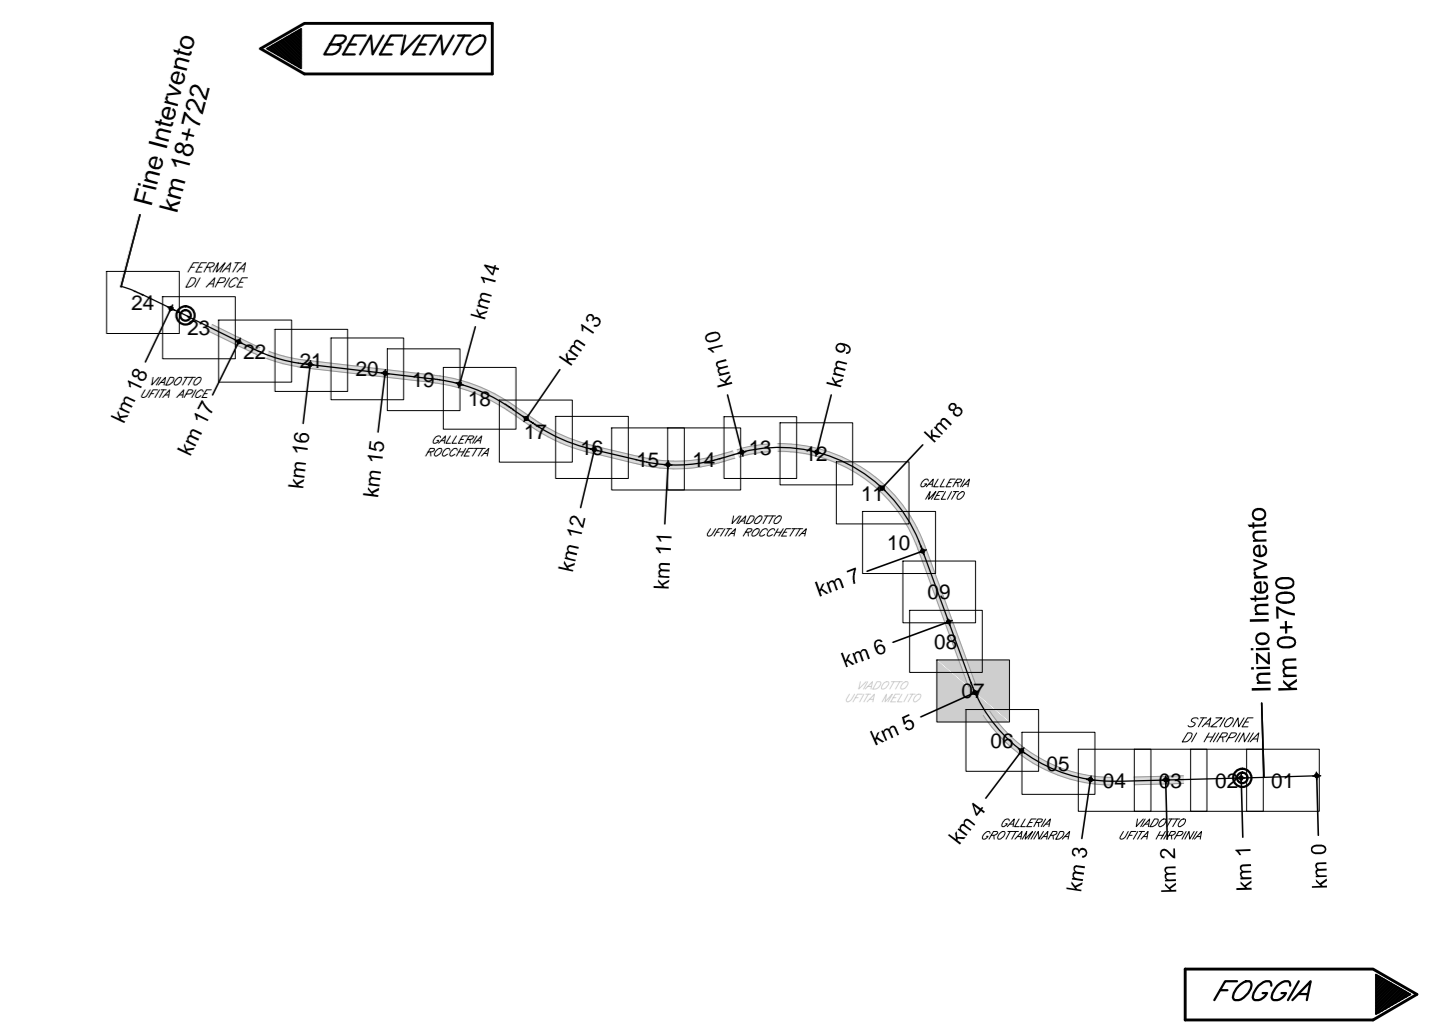 BENEVENTO
Fine Intervento
km 18+722
FERMATA
DI APICE
24
23
22
21
20
19
18
17
16
15
14
13
12
11
10
09
08
07
06
05
04
03
02
01
km 18
VIADOTTO
UFITA APICE
km 17
km 16
km 15
km 14
GALLERIA
ROCCHETTA
km 13
km 12
km 11
VIADOTTO
UFITA ROCCHETTA
km 10
km 9
km 8
GALLERIA
MELITO
km 7
km 6
VIADOTTO
UFITA MELITO
km 5
km 4
GALLERIA
GROTTAMINARDA
km 3
VIADOTTO
UFITA HIRPINIA
km 2
STAZIONE
DI HIRPINIA
km 1
Inizio Intervento
km 0+700
km 0
FOGGIA